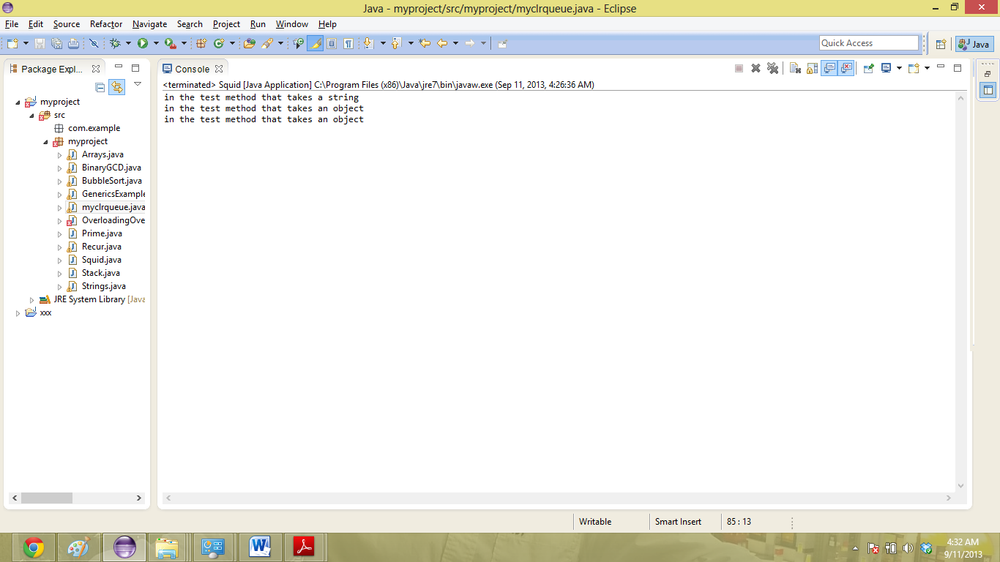 Java - myproject/src/myproject/myclrqueue.java - Eclipse
File Edit Source Refactor Navigate Search Project Run Window Help
Quick Access
Java
Package Expl...
Console
<terminated> Squid [Java Application] C:\Program Files (x86)\Java\jre7\bin\javaw.exe (Sep 11, 2013, 4:26:36 AM)
in the test method that takes a string
in the test method that takes an object
in the test method that takes an object
myproject
src
com.example
myproject
Arrays.java
BinaryGCD.java
BubbleSort.java
GenericsExample
myclrqueue.java
OverloadingOve
Prime.java
Recur.java
Squid.java
Stack.java
Strings.java
JRE System Library [Java
xxx
Writable
Smart Insert
85 : 13
4:32 AM
9/11/2013